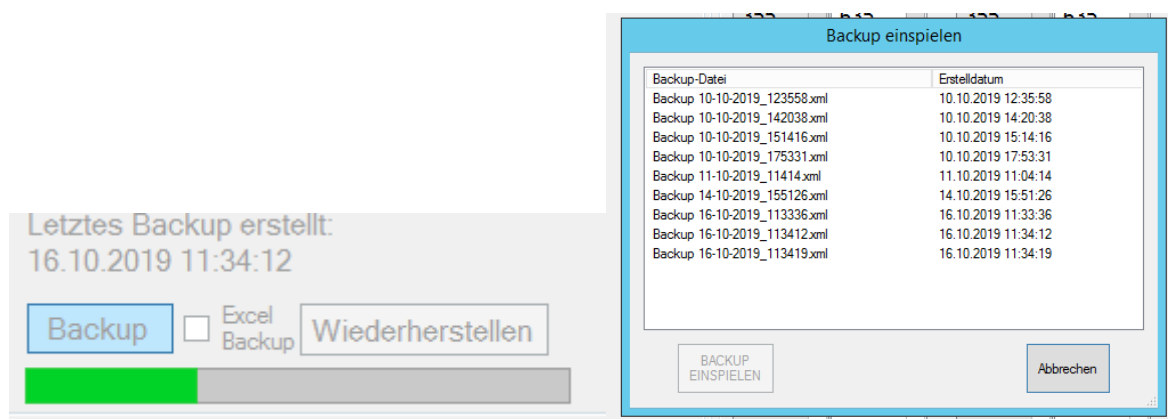 Letztes Backup erstellt:
16.10.2019 11:34:12
Backup
Excel
Backup
Wiederherstellen
Backup einspielen
Backup-Datei Erstelldatum
Backup 10-10-2019_123558.xml 10.10.2019 12:35:58
Backup 10-10-2019_142038.xml 10.10.2019 14:20:38
Backup 10-10-2019_151416.xml 10.10.2019 15:14:16
Backup 10-10-2019_175331.xml 10.10.2019 17:53:31
Backup 11-10-2019_11414.xml 11.10.2019 11:04:14
Backup 14-10-2019_155126.xml 14.10.2019 15:51:26
Backup 16-10-2019_113336.xml 16.10.2019 11:33:36
Backup 16-10-2019_113412.xml 16.10.2019 11:34:12
Backup 16-10-2019_113419.xml 16.10.2019 11:34:19
BACKUP
EINSPIELEN
Abbrechen